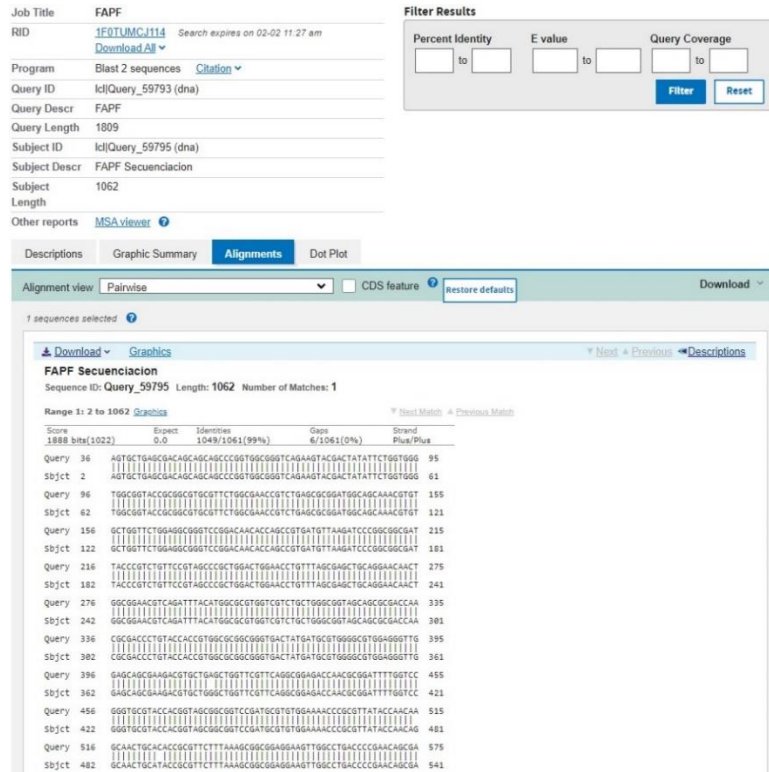 Job Title FAPF
RID 1F0TUMCJ114 Search expires on 02-02 11:27 am
Download All
Program Blast 2 sequences Citation
Query ID lcl|Query_59793 (dna)
Query Descr FAPF
Query Length 1809
Subject ID lcl|Query_59795 (dna)
Subject Descr FAPF Secuenciacion
Subject Length 1062
Other reports MSA viewer
Filter Results
Percent Identity E value Query Coverage
to to to
Filter Reset
Descriptions Graphic Summary Alignments Dot Plot
Alignment view Pairwise CDS feature Restore defaults Download
1 sequences selected
Download Graphics Next Previous Descriptions
FAPF Secuenciacion
Sequence ID: Query_59795 Length: 1062 Number of Matches: 1
Range 1: 2 to 1062 Graphics Next Match Previous Match
Score Expect Identities Gaps Strand
1888 bits(1022) 0.0 1049/1061(99%) 6/1061(0%) Plus/Plus
Query 36 AGTGCTGAGCGACAGCAGCAGCCCGGTGGCGGGTCAGAAGTACGACTATATTCTGGTGGG 95
Sbjct 2 AGTGCTGAGCGACAGCAGCAGCCCGGTGGCGGGTCAGAAGTACGACTATATTCTGGTGGG 61
Query 96 TGGCGGTACCGCGGCGTGCGTTCTGGCGAACCGTCTGAGCGCGGATGGCAGCAAACGTGT 155
Sbjct 62 TGGCGGTACCGCGGCGTGCGTTCTGGCGAACCGTCTGAGCGCGGATGGCAGCAAACGTGT 121
Query 156 GCTGGTTCTGGAGGCGGGTCCGGACAACACCAGCCGTGATGTTAAGATCCCGGCGGCGAT 215
Sbjct 122 GCTGGTTCTGGAGGCGGGTCCGGACAACACCAGCCGTGATGTTAAGATCCCGGCGGCGAT 181
Query 216 TACCCGTCTGTTCCGTAGCCCGCTGGACTGGAACCTGTTTAGCGAGCTGCAGGAACAACT 275
Sbjct 182 TACCCGTCTGTTCCGTAGCCCGCTGGACTGGAACCTGTTTAGCGAGCTGCAGGAACAACT 241
Query 276 GGCGGAACGTCAGATTTACATGGCGCGTGGTCGTCTGCTGGGCGGTAGCAGCGCGACCAA 335
Sbjct 242 GGCGGAACGTCAGATTTACATGGCGCGTGGTCGTCTGCTGGGCGGTAGCAGCGCGACCAA 301
Query 336 CGCGACCCTGTACCACCGTGGCGCGGCGGGTGACTATGATGCGTGGGGCGTGGAGGGTTG 395
Sbjct 302 CGCGACCCTGTACCACCGTGGCGCGGCGGGTGACTATGATGCGTGGGGCGTGGAGGGTTG 361
Query 396 GAGCAGCGAAGACGTGCTGAGCTGGTTCGTTCAGGCGGAGACCAACGCGGATTTTGGTCC 455
Sbjct 362 GAGCAGCGAAGACGTGCTGGGCTGGTTCGTTCAGGCGGAGACCAACGCGGATTTTGGTCC 421
Query 456 GGGTGCGTACCACGGTAGCGGCGGTCCGATGCGTGTGGAAAACCCGCGTTATACCAACAA 515
Sbjct 422 GGGTGCGTACCACGGTAGCGGCGGTCCGATGCGTGTGGAAAACCCGCGTTATACCAACAG 481
Query 516 GCAACTGCACACCGCGTTCTTTAAAGCGGCGGAGGAAGTTGGCCTGACCCCGAACAGCGA 575
Sbjct 482 GCAACTGCATACCGCGTTCTTTAAAGCGGCGGAGGAAGTTGGCCTGACCCCGAACAGCGA 541